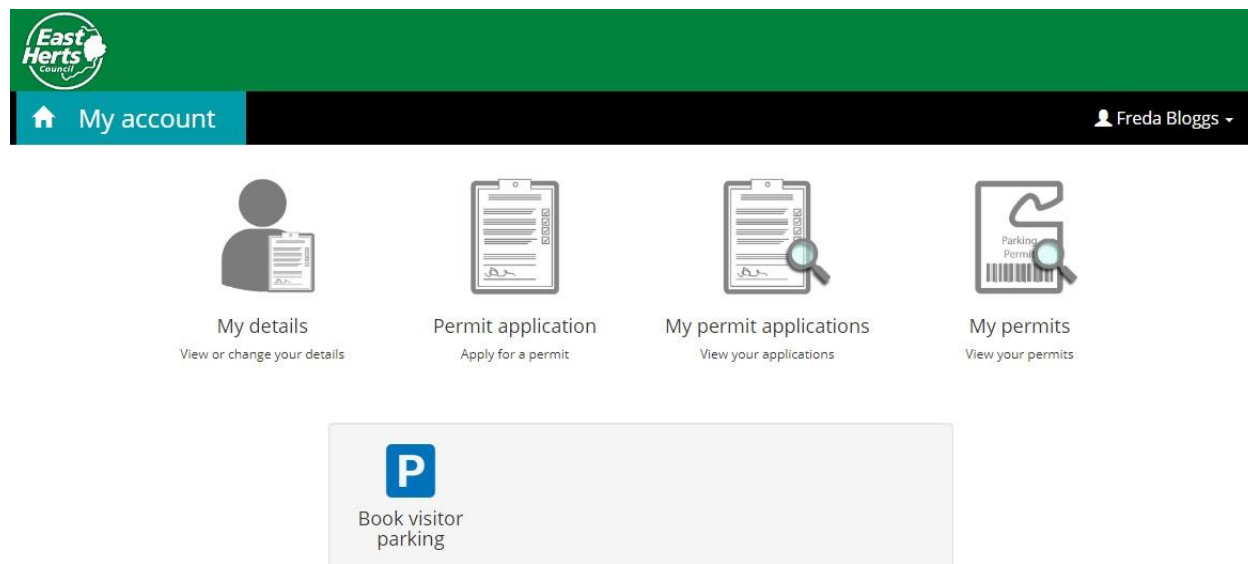 East
Herts
Council
My account
Freda Bloggs
My details
View or change your details
Permit application
Apply for a permit
My permit applications
View your applications
Parking
Permit
My permits
View your permits
P
Book visitor
parking